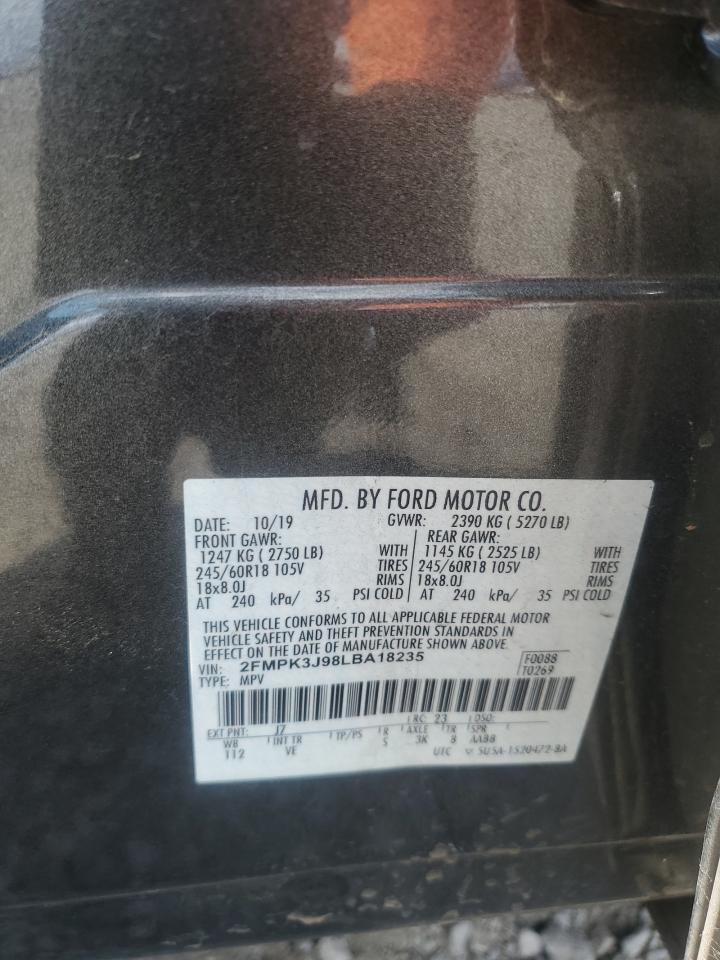 MFD. BY FORD MOTOR CO.
DATE: 10/19 GVWR: 2390 KG ( 5270 LB)
FRONT GAWR: REAR GAWR:
1247 KG ( 2750 LB) WITH 1145 KG ( 2525 LB) WITH
245/60R18 105V TIRES 245/60R18 105V TIRES
18x8.0J RIMS 18x8.0J RIMS
AT 240 kPa/ 35 PSI COLD AT 240 kPa/ 35 PSI COLD
THIS VEHICLE CONFORMS TO ALL APPLICABLE FEDERAL MOTOR
VEHICLE SAFETY AND THEFT PREVENTION STANDARDS IN
EFFECT ON THE DATE OF MANUFACTURE SHOWN ABOVE.
VIN: 2FMPK3J98LBA18235 F0088
TYPE: MPV T0269
RC: 23 DSO:
EXT PNT: J7 R AXLE TR SPR
WB INT TR TP/PS S 3K 8 AA88
112 VE UTC